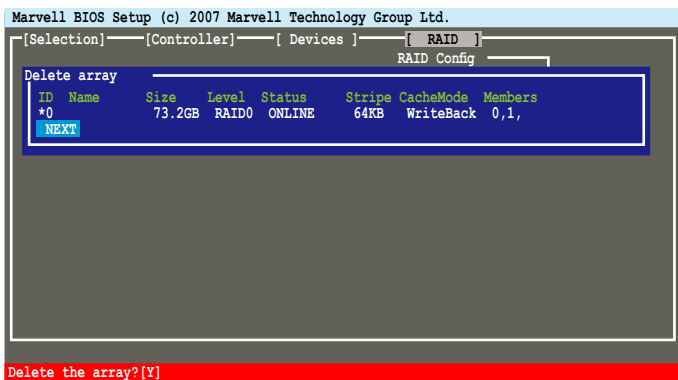 Marvell BIOS Setup (c) 2007 Marvell Technology Group Ltd.
[Selection] [Controller] [ Devices ] [ RAID ]
RAID Config
Delete array
ID Name Size Level Status Stripe CacheMode Members
*0 73.2GB RAID0 ONLINE 64KB WriteBack 0,1,
NEXT
Delete the array?[Y]